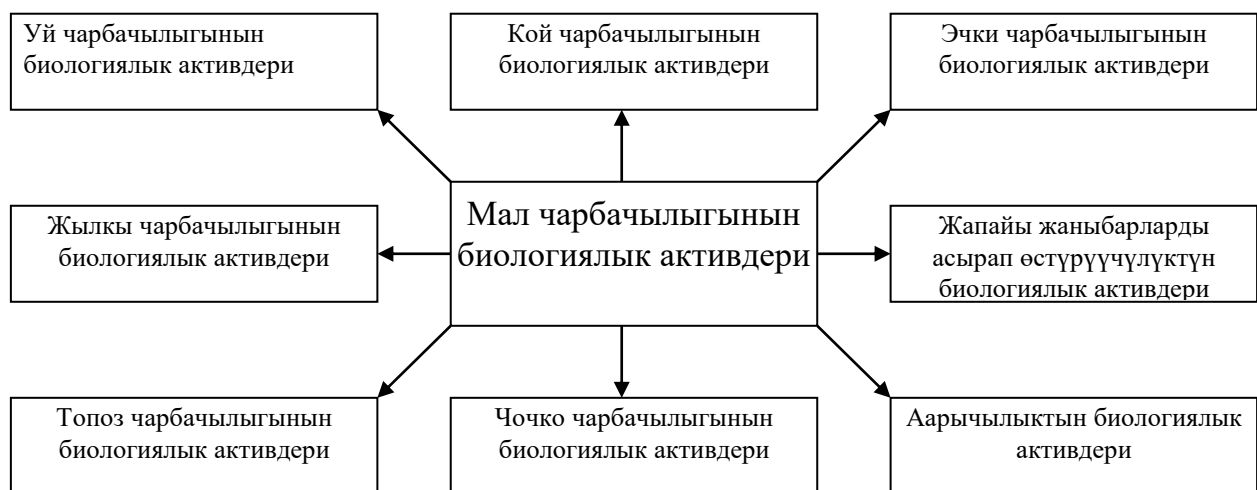 Уй чарбачылыгынын
биологиялык активдери
Кой чарбачылыгынын
биологиялык активдери
Эчки чарбачылыгынын
биологиялык активдери
Жылкы чарбачылыгынын
биологиялык активдери
Мал чарбачылыгынын
биологиялык активдери
Жапайы жаныбарларды
асырап өстүрүүчүлүктүн
биологиялык активдери
Топоз чарбачылыгынын
биологиялык активдери
Чочко чарбачылыгынын
биологиялык активдери
Аарычылыктын биологиялык
активдери